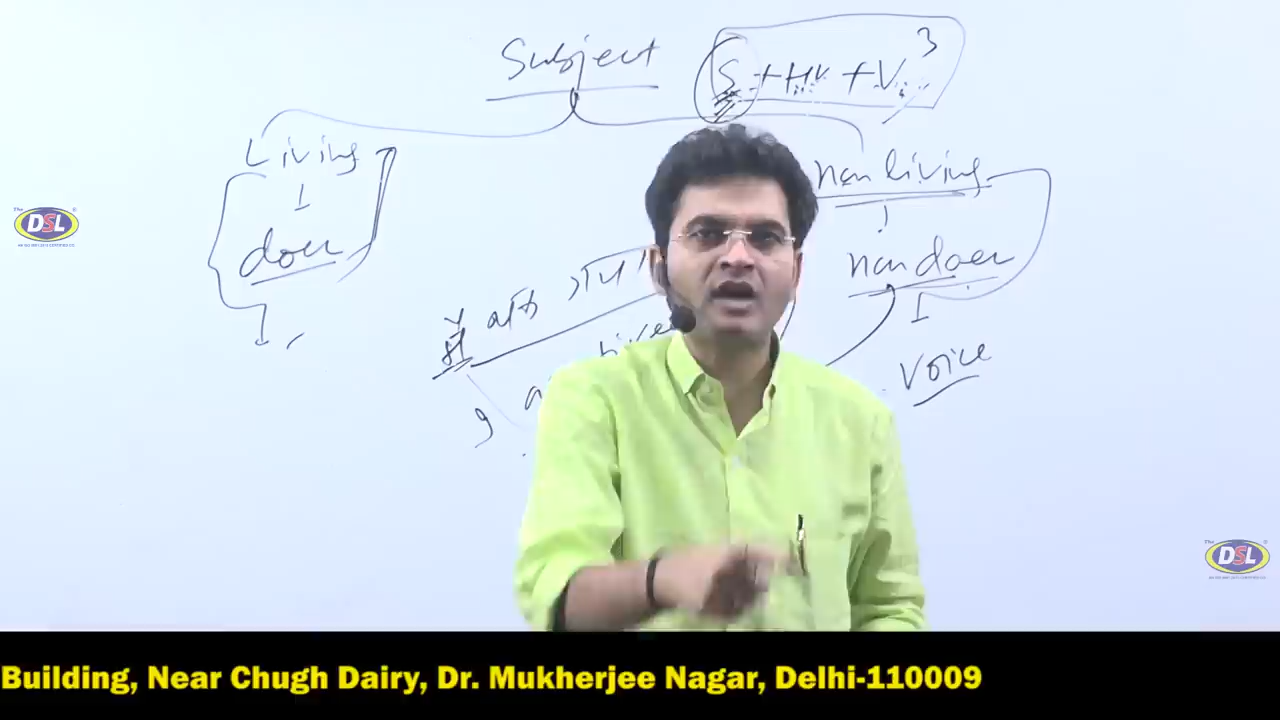 Subject
S + HV + V3
Living
non living
doer
non doer
voice
The DSL
DSL
Building, Near Chugh Dairy, Dr. Mukherjee Nagar, Delhi-110009